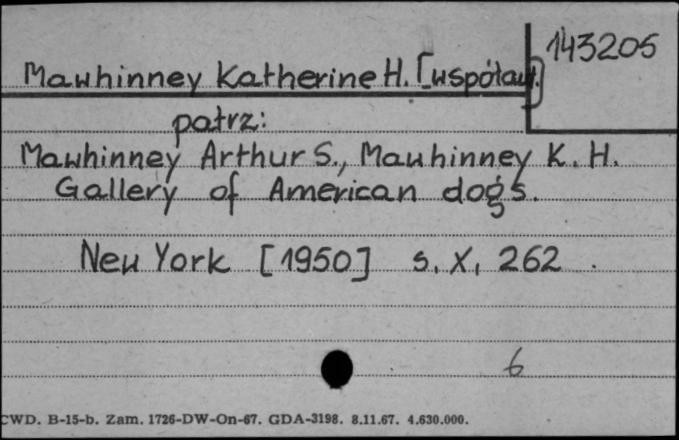 143205
Mawhinney Katherine H. [współaut.]
patrz:
Mawhinney Arthur S., Mawhinney K. H.
Gallery of American dogs.
New York [1950] s. X, 262.
6
CWD. B-15-b. Zam. 1726-DW-On-67. GDA-3198. 8.11.67. 4.630.000.